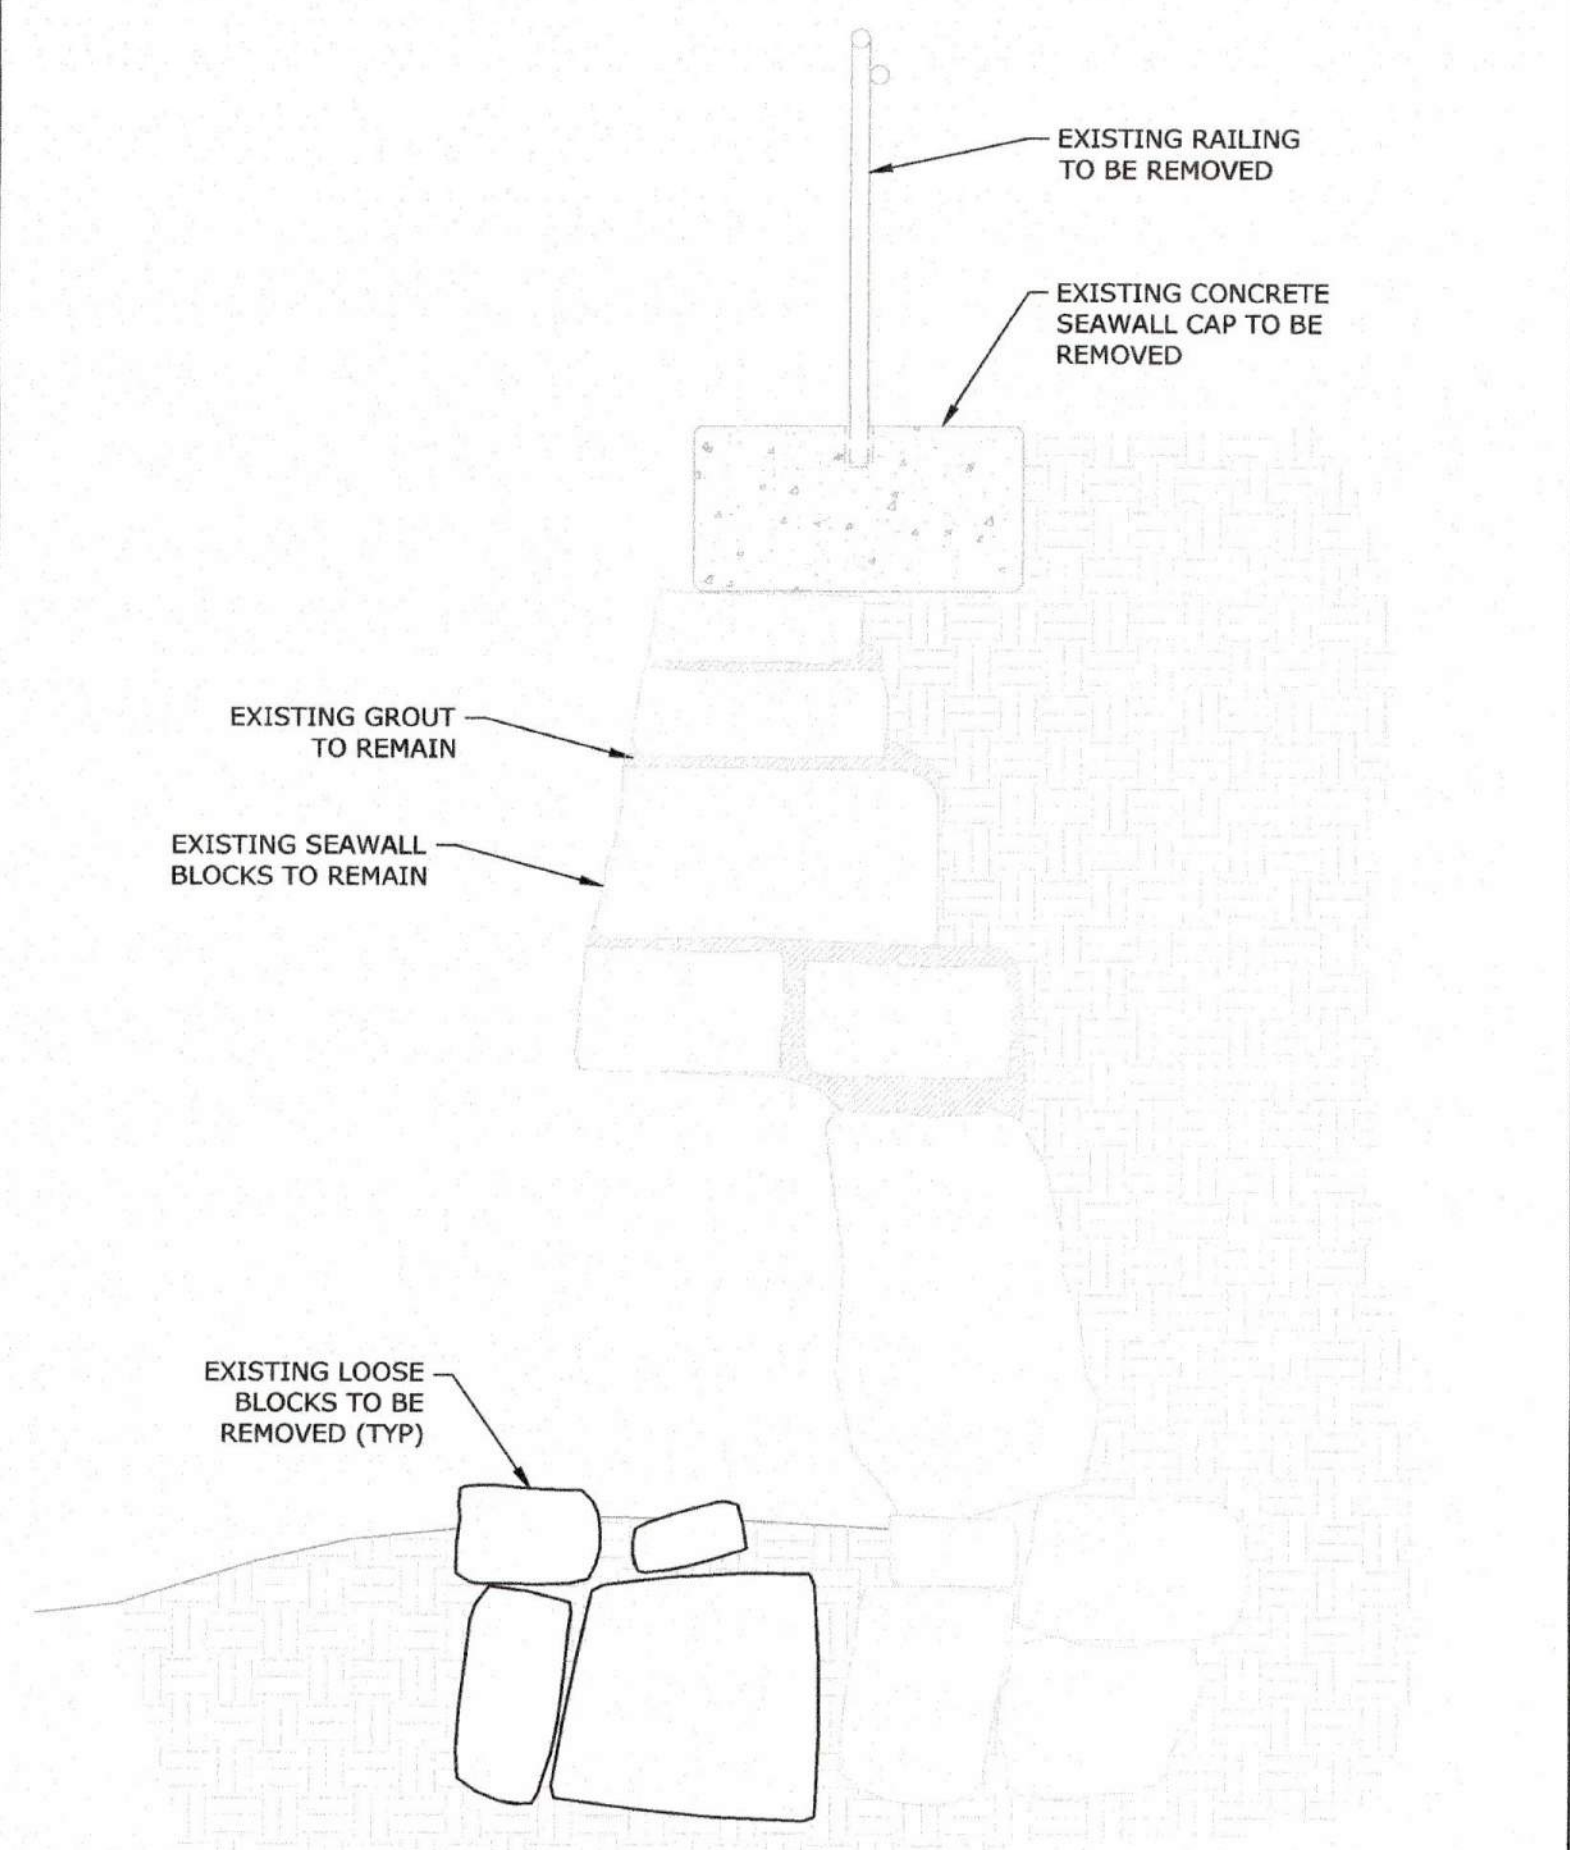 EXISTING RAILING
TO BE REMOVED
EXISTING CONCRETE
SEAWALL CAP TO BE
REMOVED
EXISTING GROUT
TO REMAIN
EXISTING SEAWALL
BLOCKS TO REMAIN
EXISTING LOOSE
BLOCKS TO BE
REMOVED (TYP)